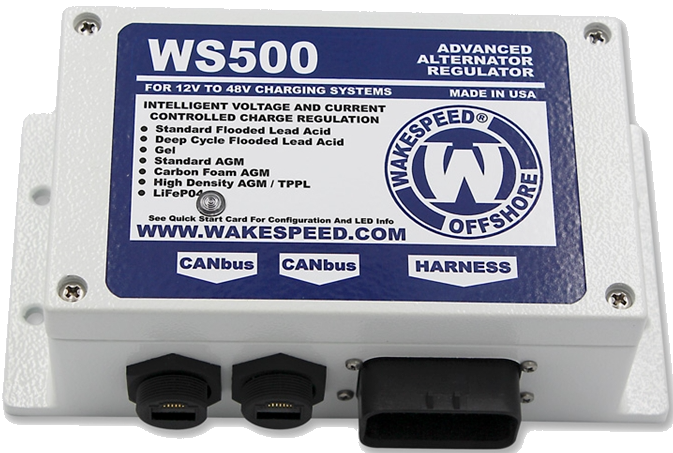 WS500
ADVANCED
ALTERNATOR
REGULATOR
FOR 12V TO 48V CHARGING SYSTEMS
MADE IN USA
INTELLIGENT VOLTAGE AND CURRENT
CONTROLLED CHARGE REGULATION
Standard Flooded Lead Acid
Deep Cycle Flooded Lead Acid
Gel
Standard AGM
Carbon Foam AGM
High Density AGM / TPPL
LiFeP04
See Quick Start Card For Configuration And LED Info
WWW.WAKESPEED.COM
WAKESPEED®
W
OFFSHORE
CANbus CANbus HARNESS